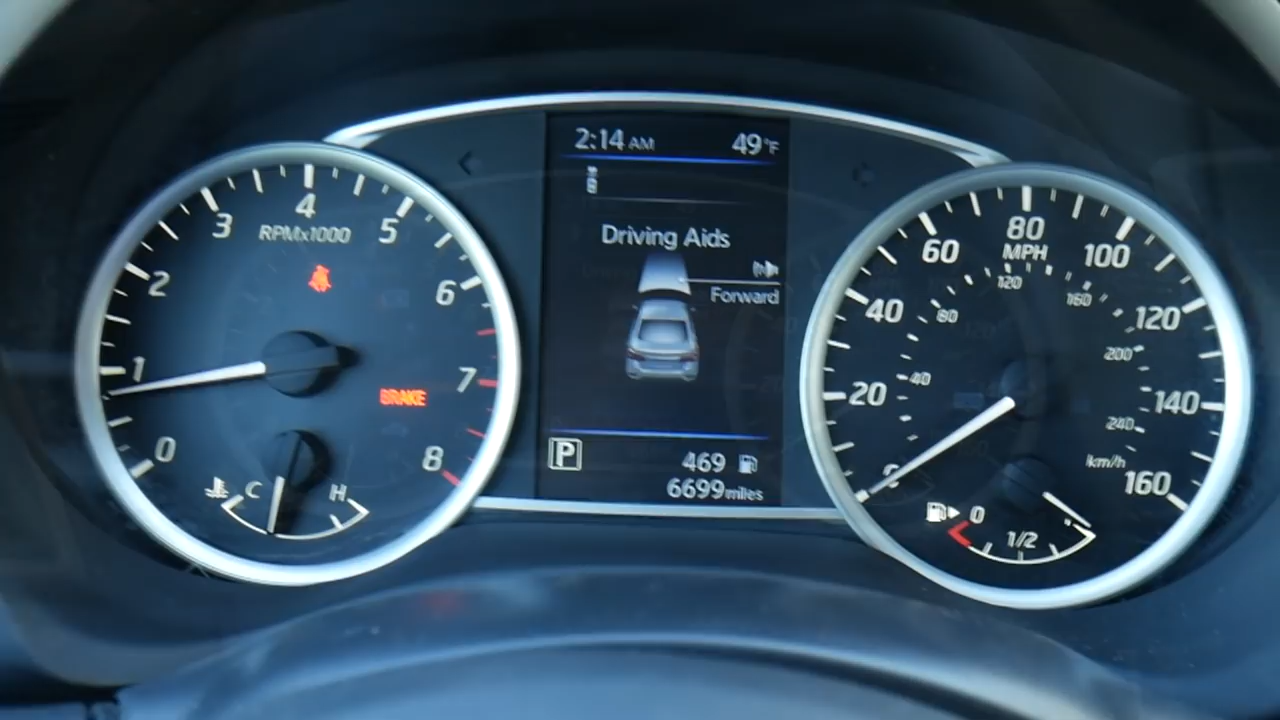 2:14 AM 49°F
Driving Aids
Forward
P
469
6699 miles
0
1
2
3
4
5
6
7
8
RPMx1000
BRAKE
C H
20
40
60
80
100
120
140
160
MPH
40
80
120
160
200
240
km/h
0 1/2